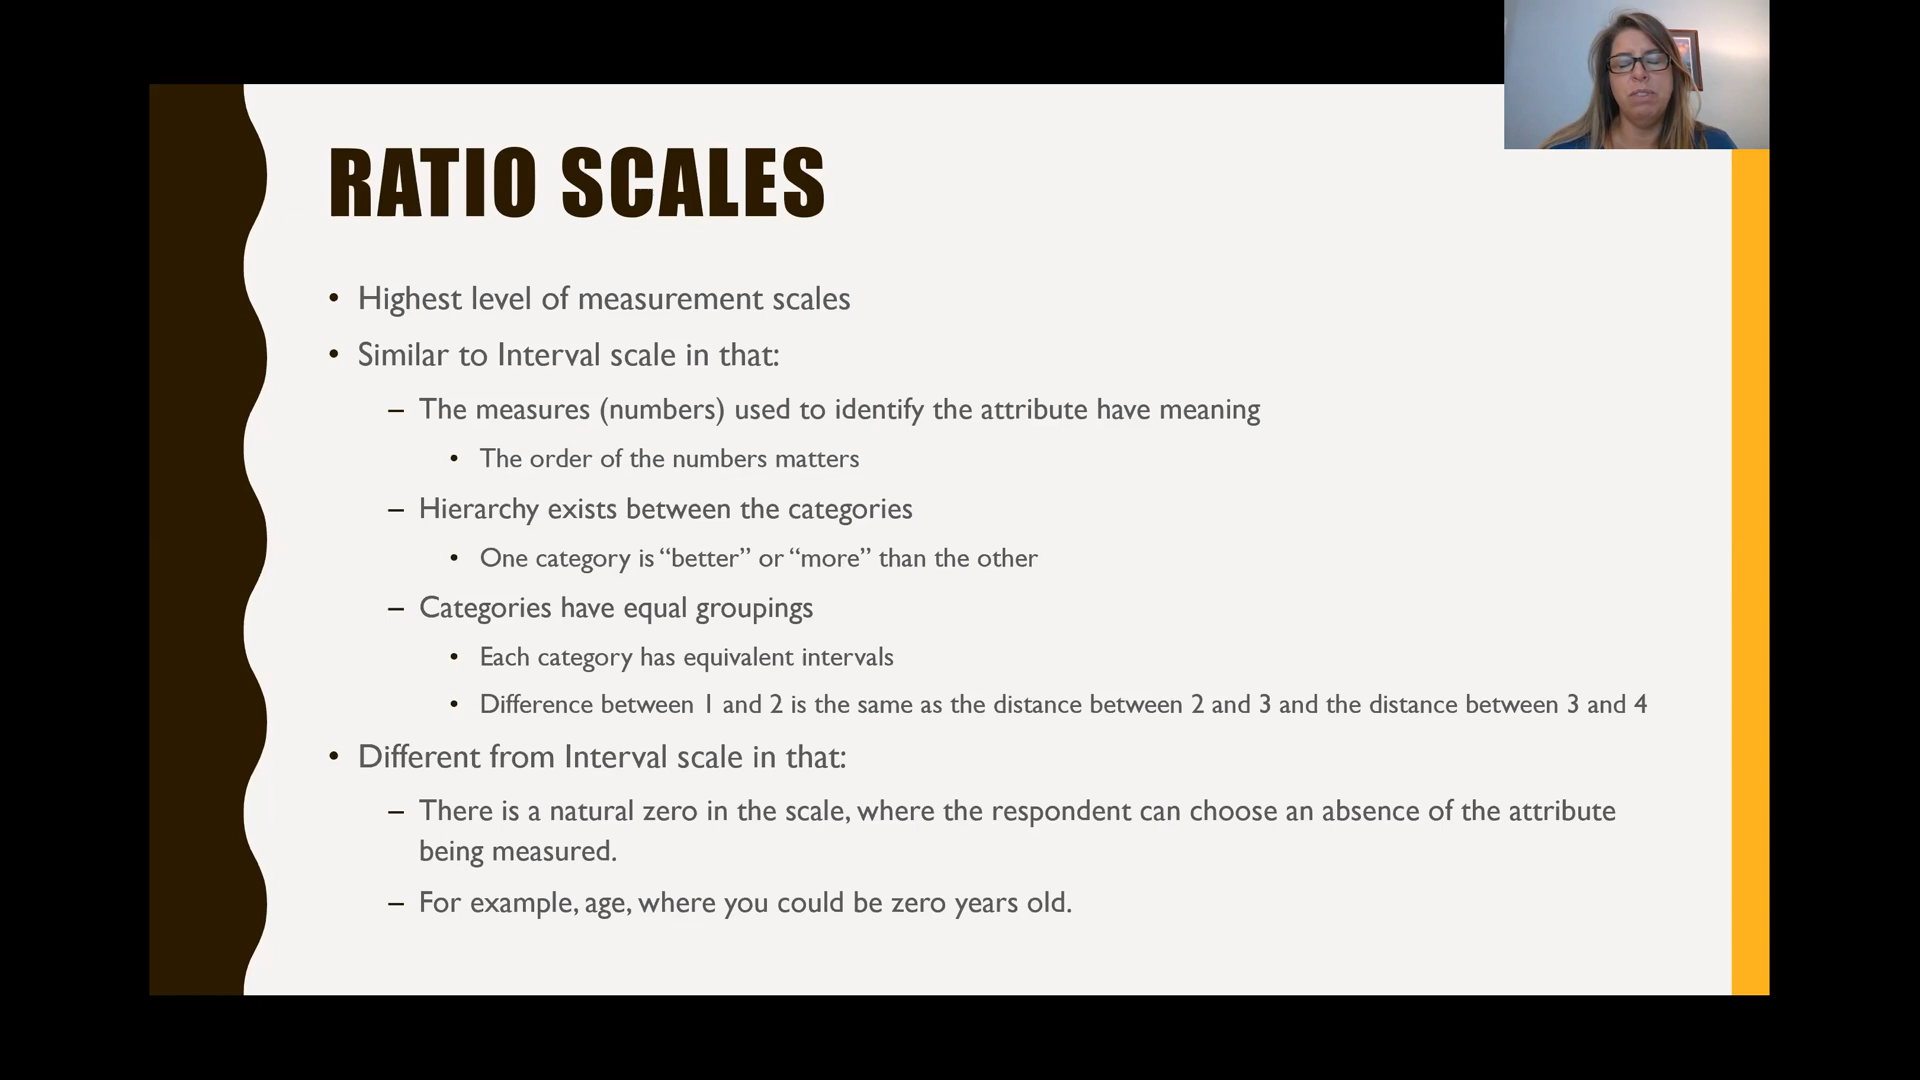 RATIO SCALES
• Highest level of measurement scales
• Similar to Interval scale in that:
– The measures (numbers) used to identify the attribute have meaning
• The order of the numbers matters
– Hierarchy exists between the categories
• One category is “better” or “more” than the other
– Categories have equal groupings
• Each category has equivalent intervals
• Difference between 1 and 2 is the same as the distance between 2 and 3 and the distance between 3 and 4
• Different from Interval scale in that:
– There is a natural zero in the scale, where the respondent can choose an absence of the attribute
being measured.
– For example, age, where you could be zero years old.